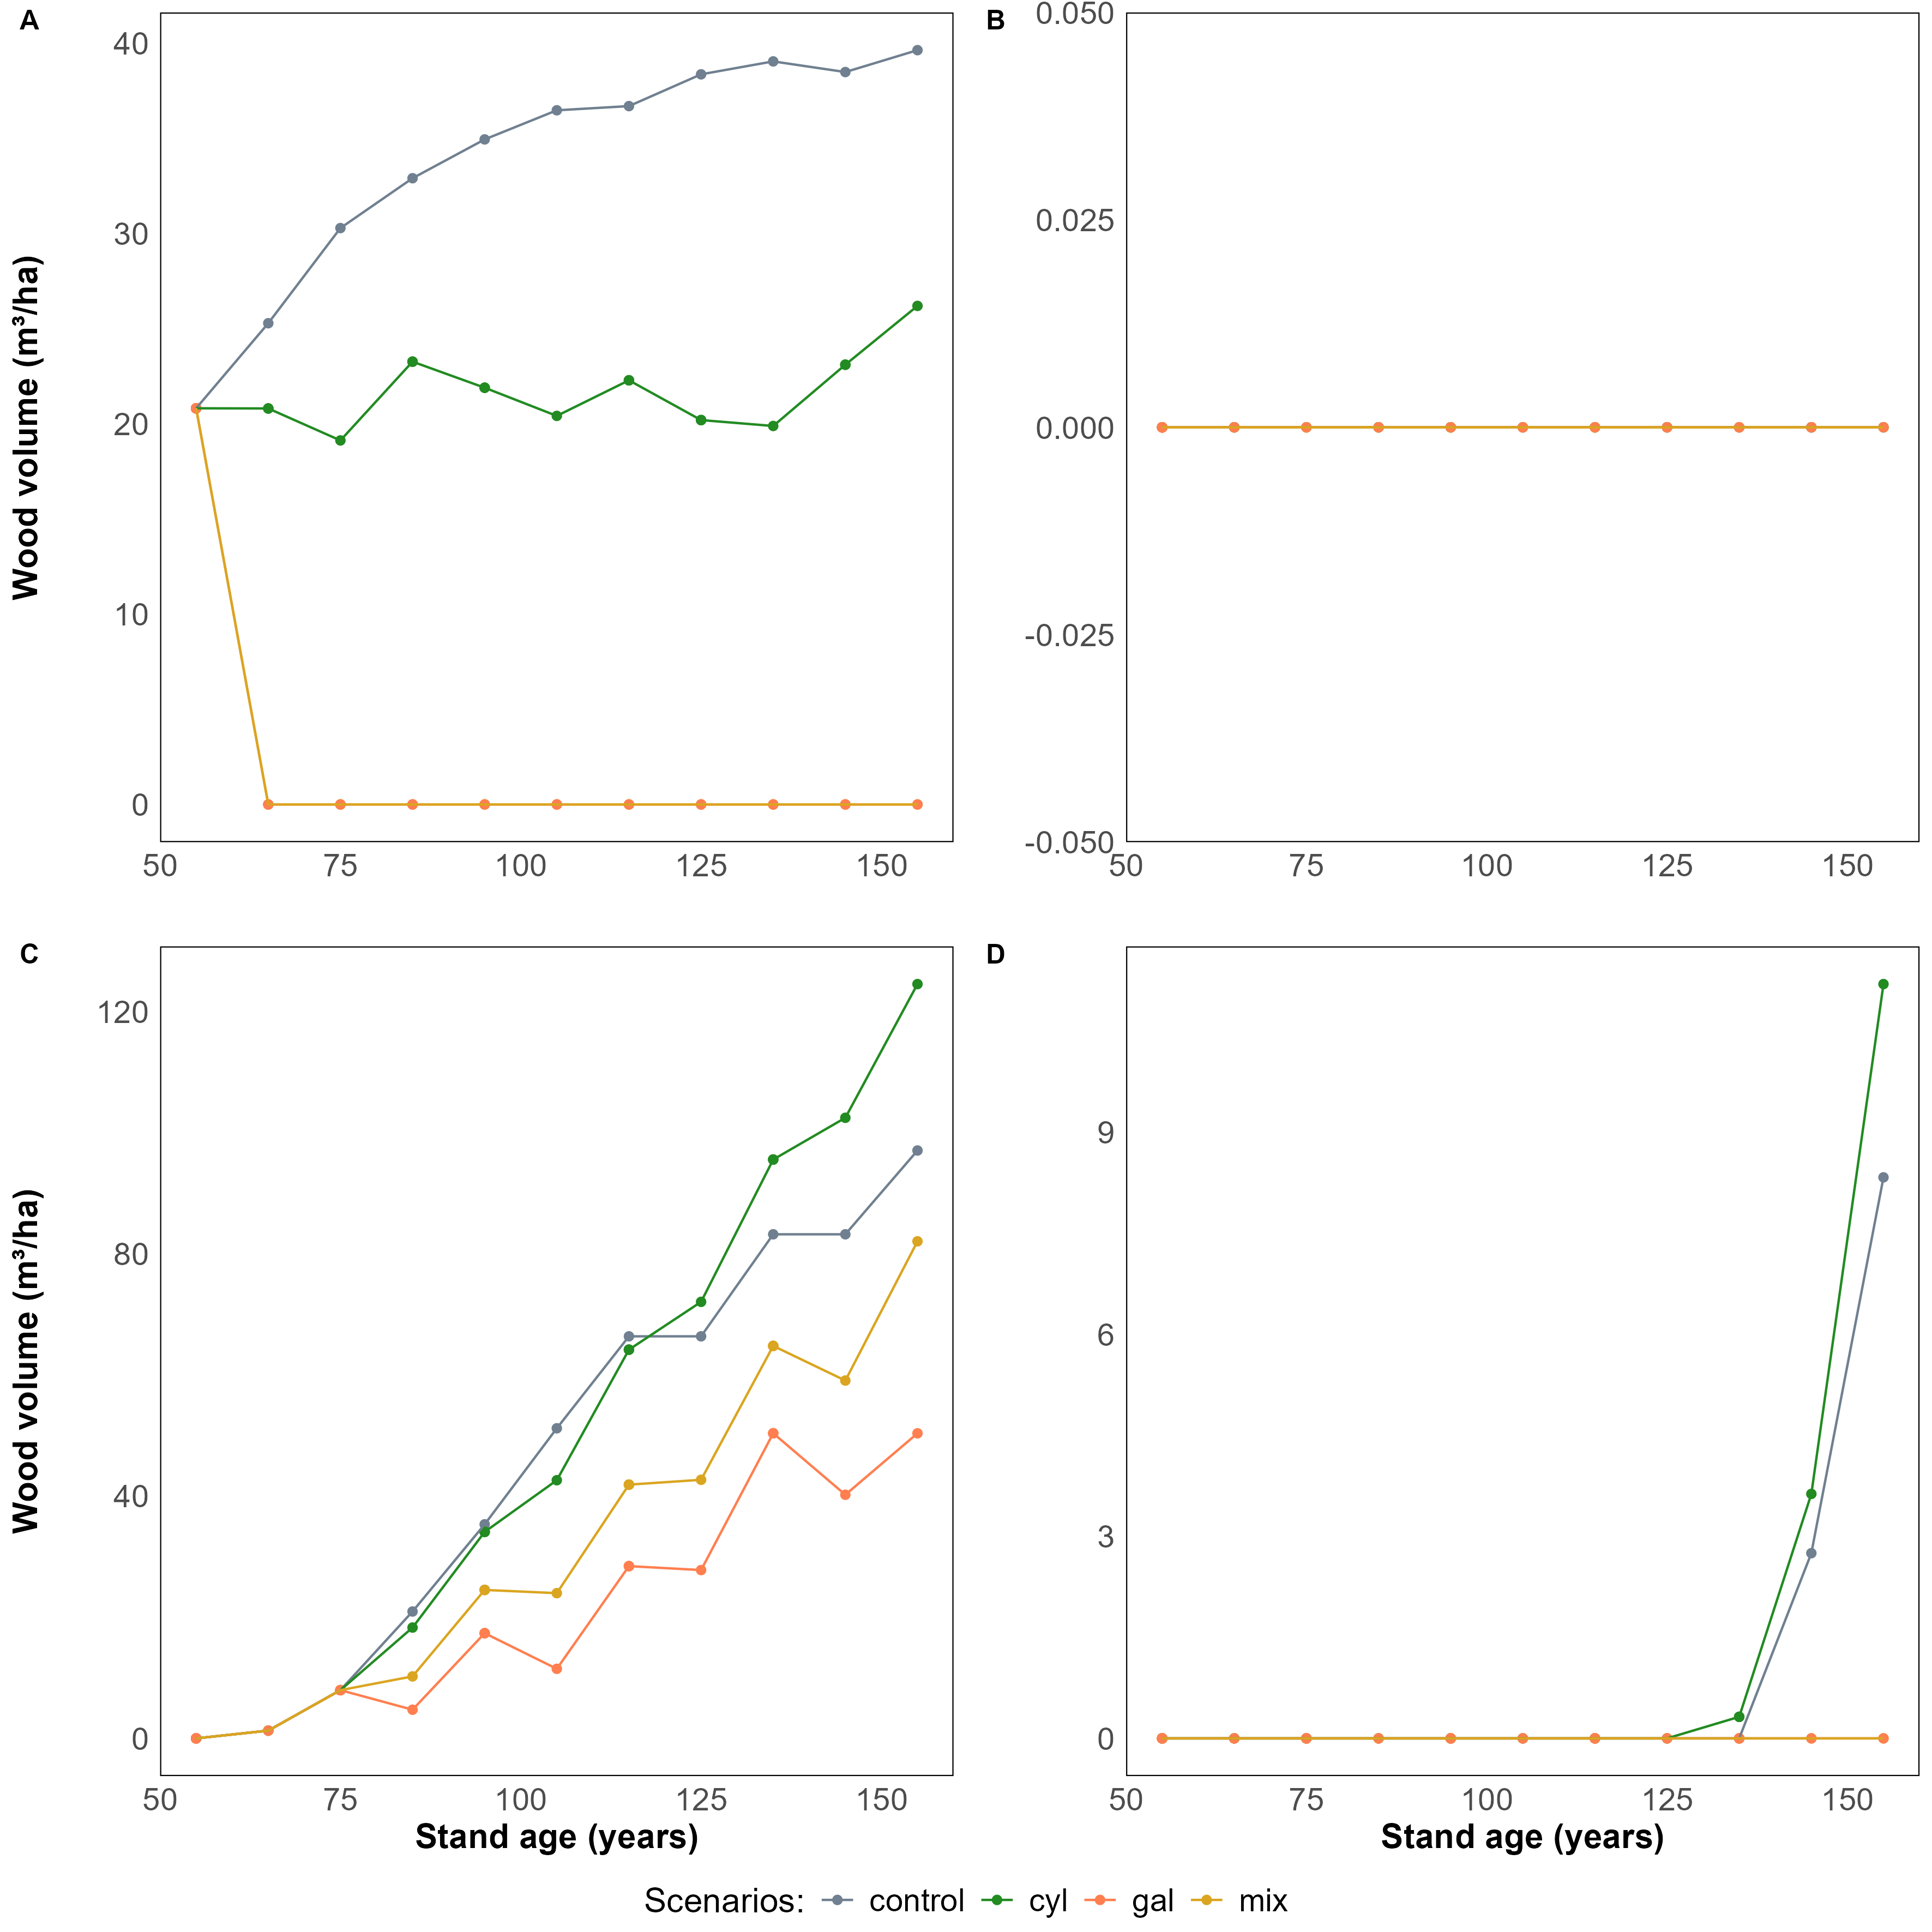 A
40
30
20
10
0
Wood volume (m³/ha)
50 75 100 125 150
B
0.050
0.025
0.000
-0.025
-0.050
50 75 100 125 150
C
120
80
40
0
Wood volume (m³/ha)
50 75 100 125 150
Stand age (years)
D
9
6
3
0
50 75 100 125 150
Stand age (years)
Scenarios: control cyl gal mix